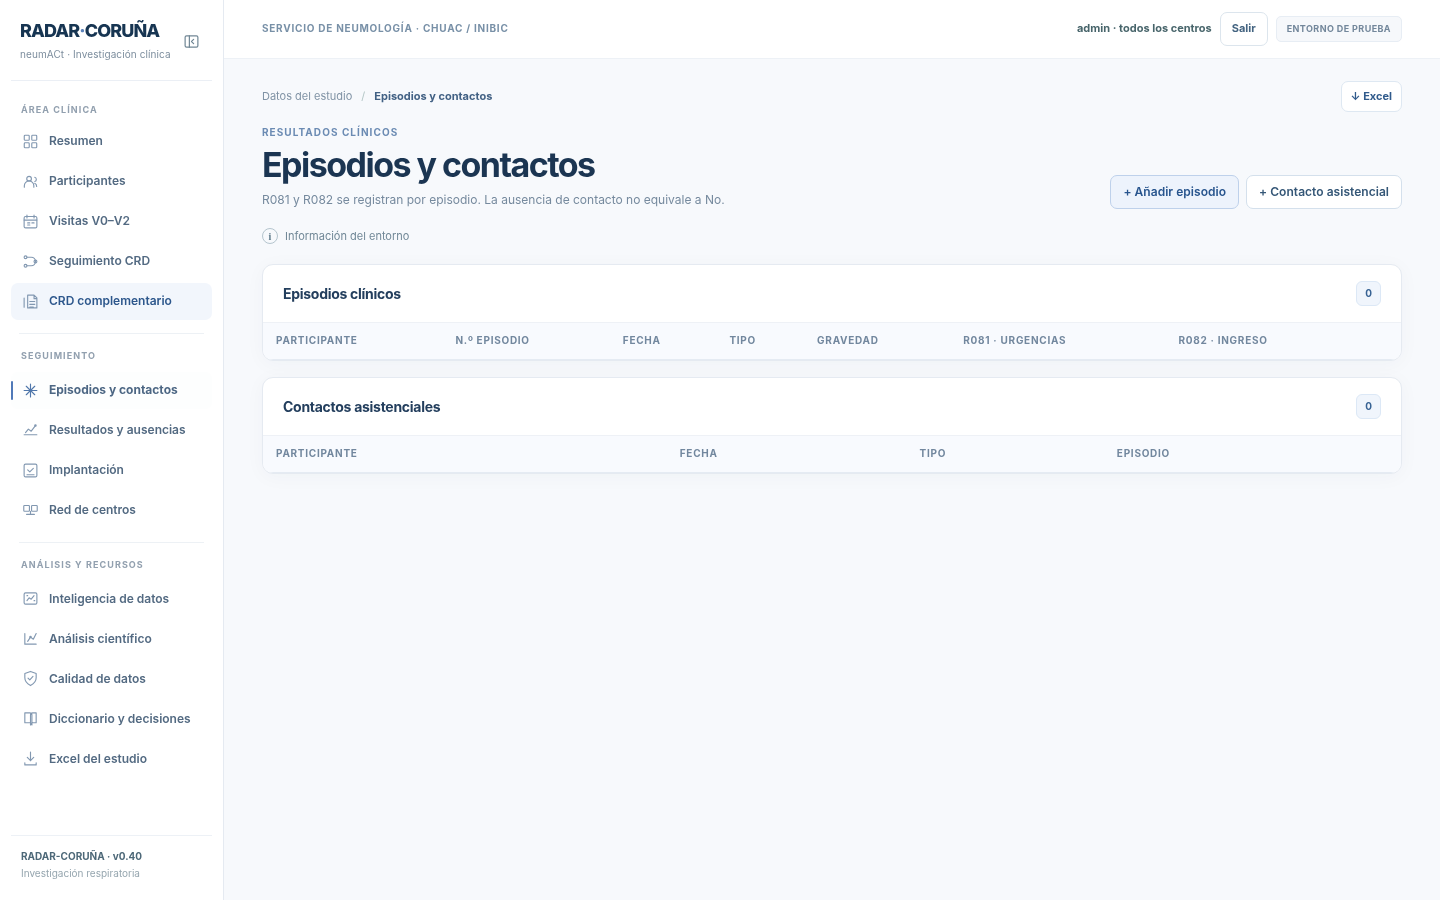 RADAR·CORUÑA
neumACt · Investigación clínica
ÁREA CLÍNICA
Resumen
Participantes
Visitas V0–V2
Seguimiento CRD
CRD complementario
SEGUIMIENTO
Episodios y contactos
Resultados y ausencias
Implantación
Red de centros
ANÁLISIS Y RECURSOS
Inteligencia de datos
Análisis científico
Calidad de datos
Diccionario y decisiones
Excel del estudio
RADAR-CORUÑA · v0.40
Investigación respiratoria
SERVICIO DE NEUMOLOGÍA · CHUAC / INIBIC
admin · todos los centros
Salir
ENTORNO DE PRUEBA
Datos del estudio / Episodios y contactos
↓ Excel
RESULTADOS CLÍNICOS
Episodios y contactos
R081 y R082 se registran por episodio. La ausencia de contacto no equivale a No.
+ Añadir episodio
+ Contacto asistencial
i Información del entorno
Episodios clínicos 0
PARTICIPANTE N.º EPISODIO FECHA TIPO GRAVEDAD R081 · URGENCIAS R082 · INGRESO
Contactos asistenciales 0
PARTICIPANTE FECHA TIPO EPISODIO